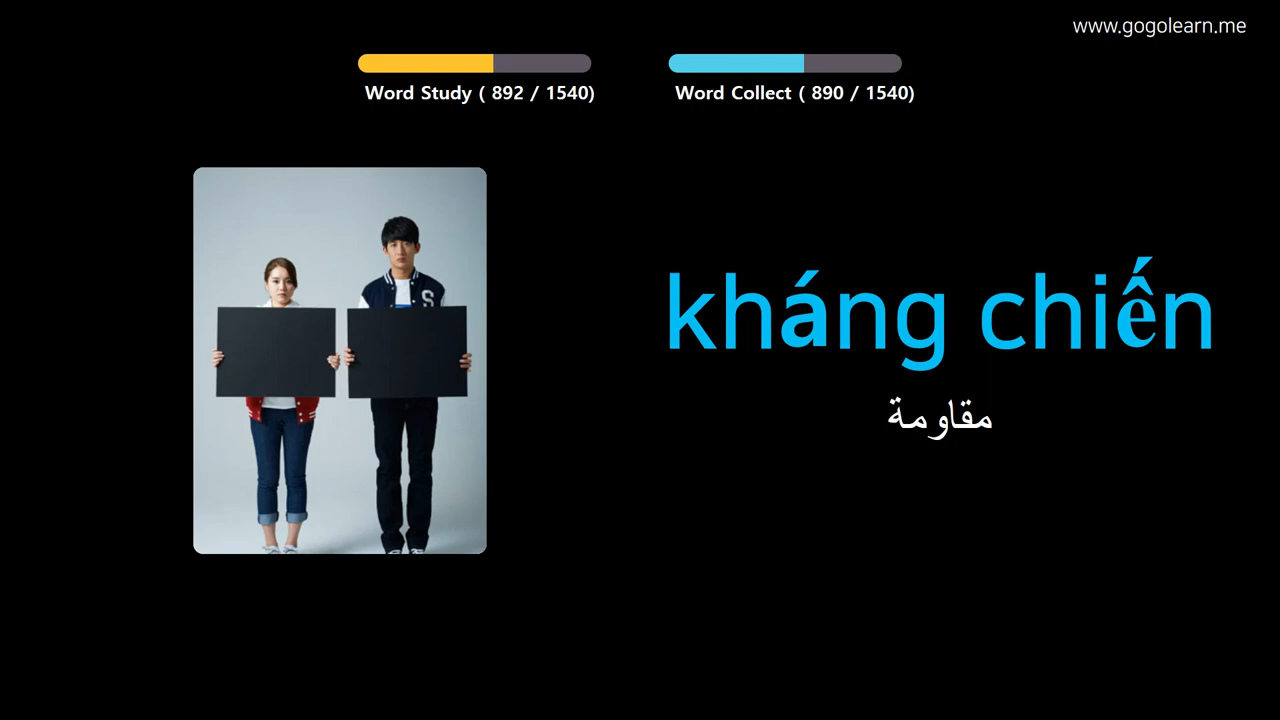 www.gogolearn.me
Word Study ( 892 / 1540)
Word Collect ( 890 / 1540)
S
kháng chiến
مقاومة